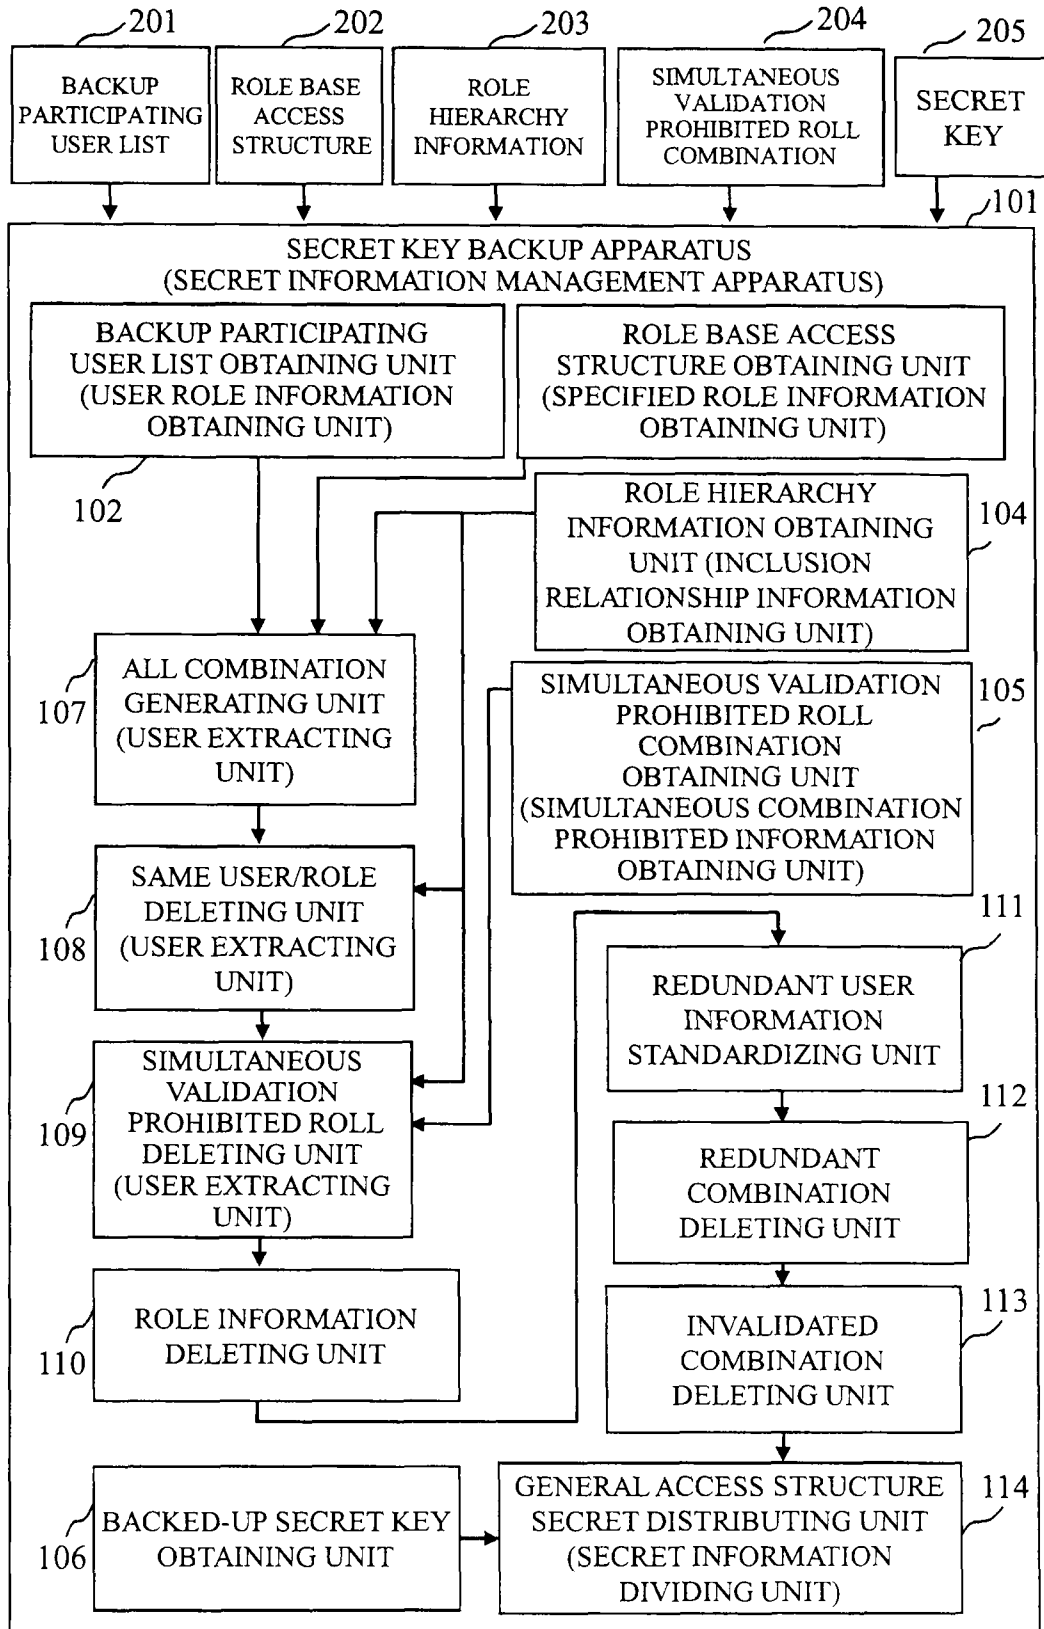 201
202
203
204
205
BACKUP
PARTICIPATING
USER LIST
ROLE BASE
ACCESS
STRUCTURE
ROLE
HIERARCHY
INFORMATION
SIMULTANEOUS
VALIDATION
PROHIBITED ROLL
COMBINATION
SECRET
KEY
101
SECRET KEY BACKUP APPARATUS
(SECRET INFORMATION MANAGEMENT APPARATUS)
BACKUP PARTICIPATING
USER LIST OBTAINING UNIT
(USER ROLE INFORMATION
OBTAINING UNIT)
102
ROLE BASE ACCESS
STRUCTURE OBTAINING UNIT
(SPECIFIED ROLE INFORMATION
OBTAINING UNIT)
ROLE HIERARCHY
INFORMATION OBTAINING
UNIT (INCLUSION
RELATIONSHIP INFORMATION
OBTAINING UNIT)
104
ALL COMBINATION
GENERATING UNIT
(USER EXTRACTING
UNIT)
107
SIMULTANEOUS VALIDATION
PROHIBITED ROLL
COMBINATION
OBTAINING UNIT
(SIMULTANEOUS COMBINATION
PROHIBITED INFORMATION
OBTAINING UNIT)
105
SAME USER/ROLE
DELETING UNIT
(USER EXTRACTING
UNIT)
108
111
REDUNDANT USER
INFORMATION
STANDARDIZING UNIT
SIMULTANEOUS
VALIDATION
PROHIBITED ROLL
DELETING UNIT
(USER EXTRACTING
UNIT)
109
112
REDUNDANT
COMBINATION
DELETING UNIT
ROLE INFORMATION
DELETING UNIT
110
113
INVALIDATED
COMBINATION
DELETING UNIT
BACKED-UP SECRET KEY
OBTAINING UNIT
106
GENERAL ACCESS STRUCTURE
SECRET DISTRIBUTING UNIT
(SECRET INFORMATION
DIVIDING UNIT)
114